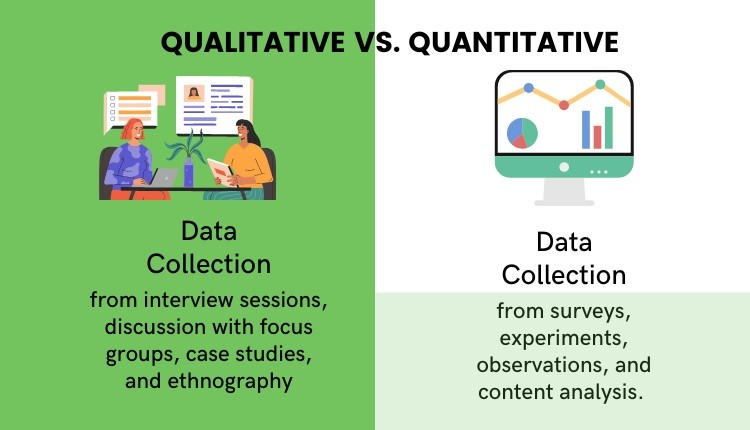 QUALITATIVE VS. QUANTITATIVE
Data
Collection
from interview sessions,
discussion with focus
groups, case studies,
and ethnography
Data
Collection
from surveys,
experiments,
observations, and
content analysis.